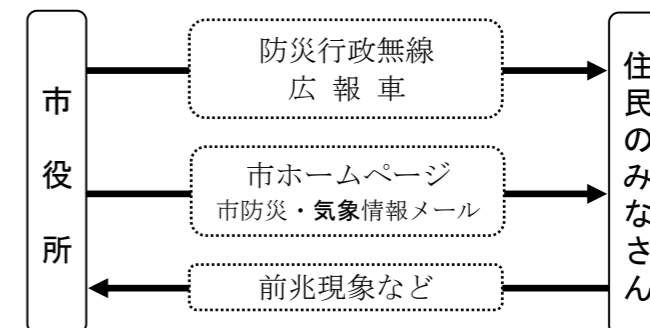 市役所
防災行政無線
広報車
市ホームページ
市防災・気象情報メール
前兆現象など
住民のみなさん